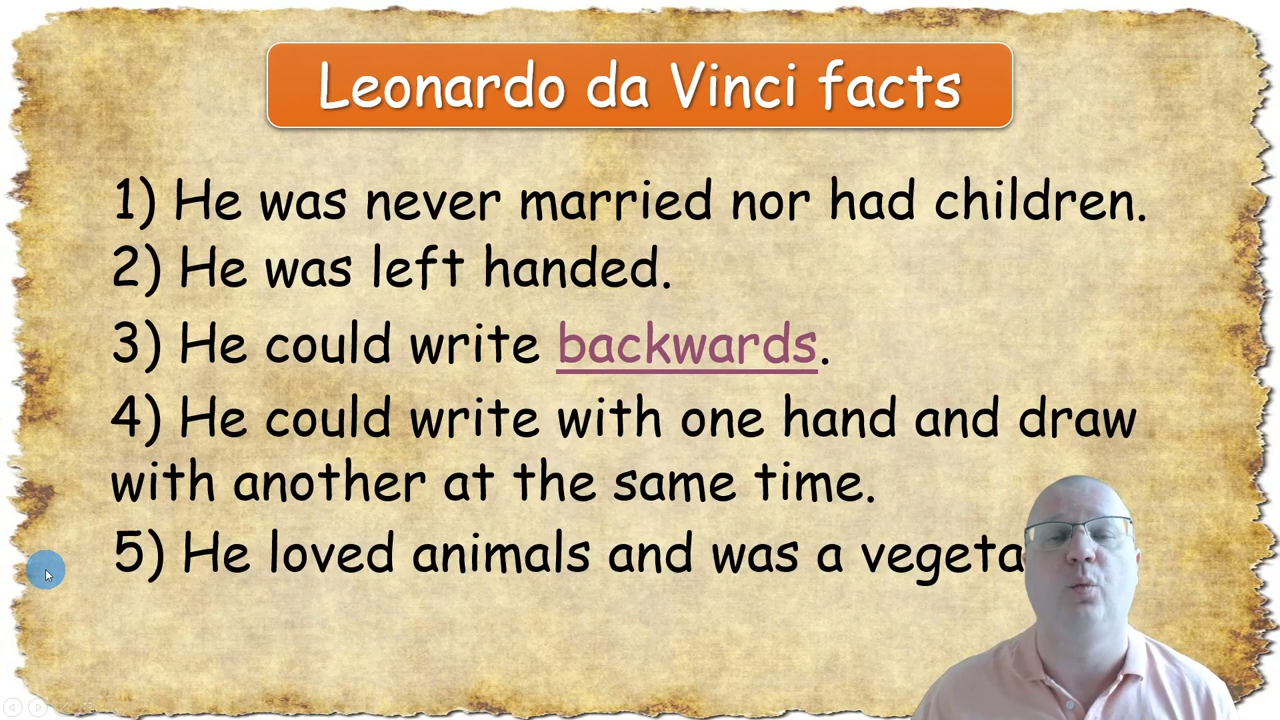 Leonardo da Vinci facts
1) He was never married nor had children.
2) He was left handed.
3) He could write backwards.
4) He could write with one hand and draw
with another at the same time.
5) He loved animals and was a